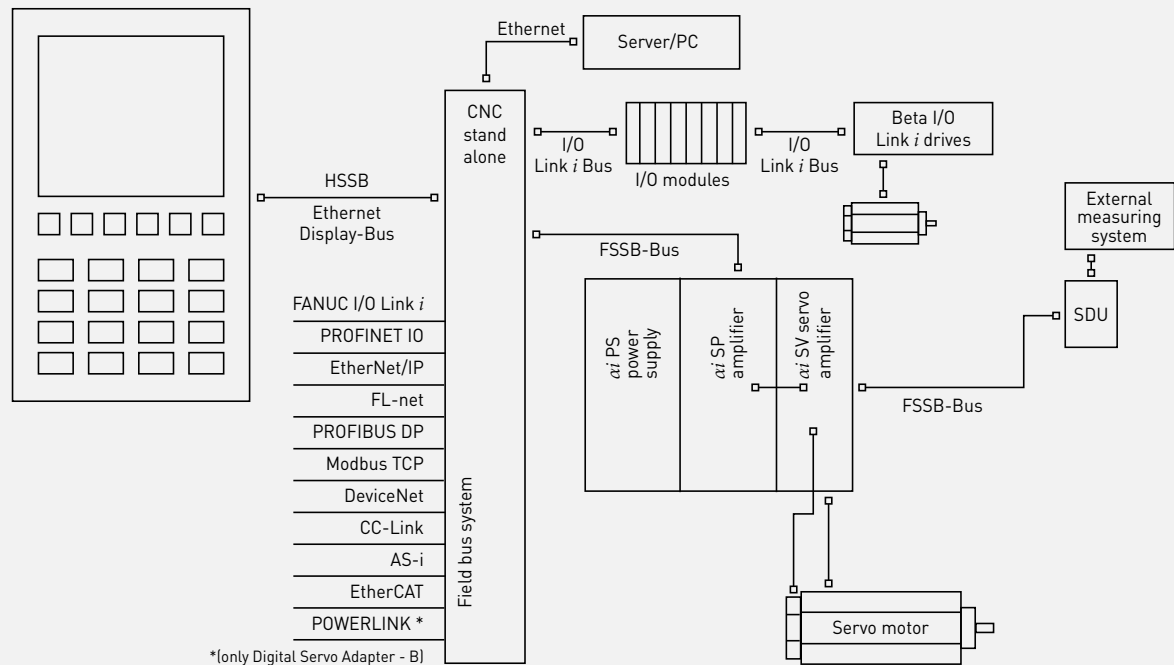 Ethernet
Server/PC
CNC
stand
alone
I/O
Link i Bus
I/O modules
I/O
Link i Bus
Beta I/O
Link i drives
HSSB
Ethernet
Display-Bus
External
measuring
system
FSSB-Bus
SDU
αi PS
power
supply
αi SP
amplifier
αi SV servo
amplifier
FSSB-Bus
FANUC I/O Link i
PROFINET IO
EtherNet/IP
FL-net
PROFIBUS DP
Modbus TCP
DeviceNet
CC-Link
AS-i
EtherCAT
POWERLINK *
*(only Digital Servo Adapter - B)
Field bus system
Servo motor